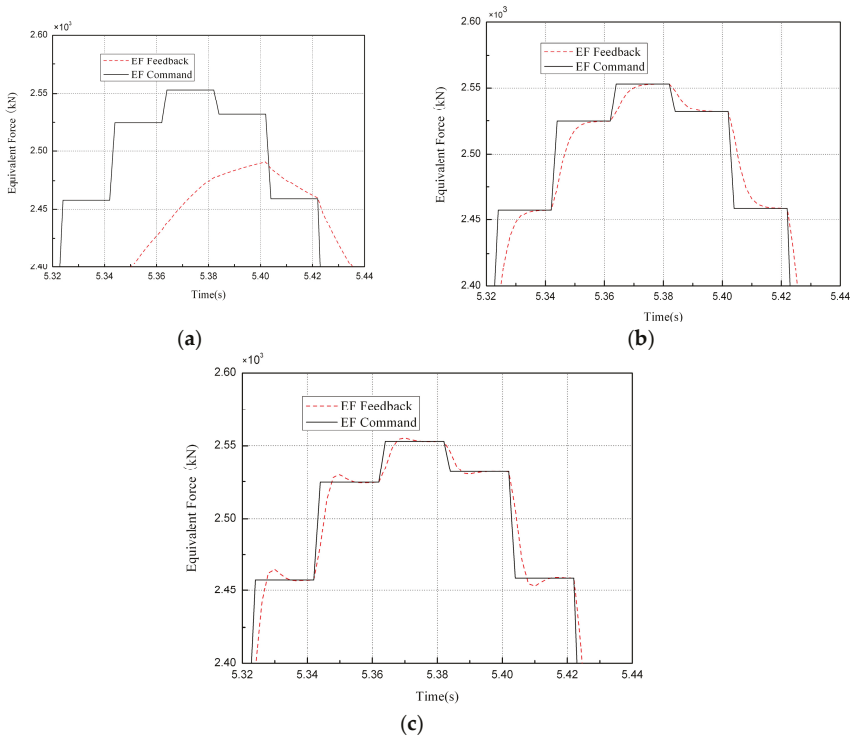 ×10³
2.60
2.55
2.50
2.45
2.40
5.32 5.34 5.36 5.38 5.40 5.42 5.44
Equivalent Force (kN)
Time(s)
EF Feedback
EF Command
(a)
×10³
2.60
2.55
2.50
2.45
2.40
5.32 5.34 5.36 5.38 5.40 5.42 5.44
Equivalent Force (kN)
Time(s)
EF Feedback
EF Command
(b)
×10³
2.60
2.55
2.50
2.45
2.40
5.32 5.34 5.36 5.38 5.40 5.42 5.44
Equivalent Force (kN)
Time(s)
EF Feedback
EF Command
(c)